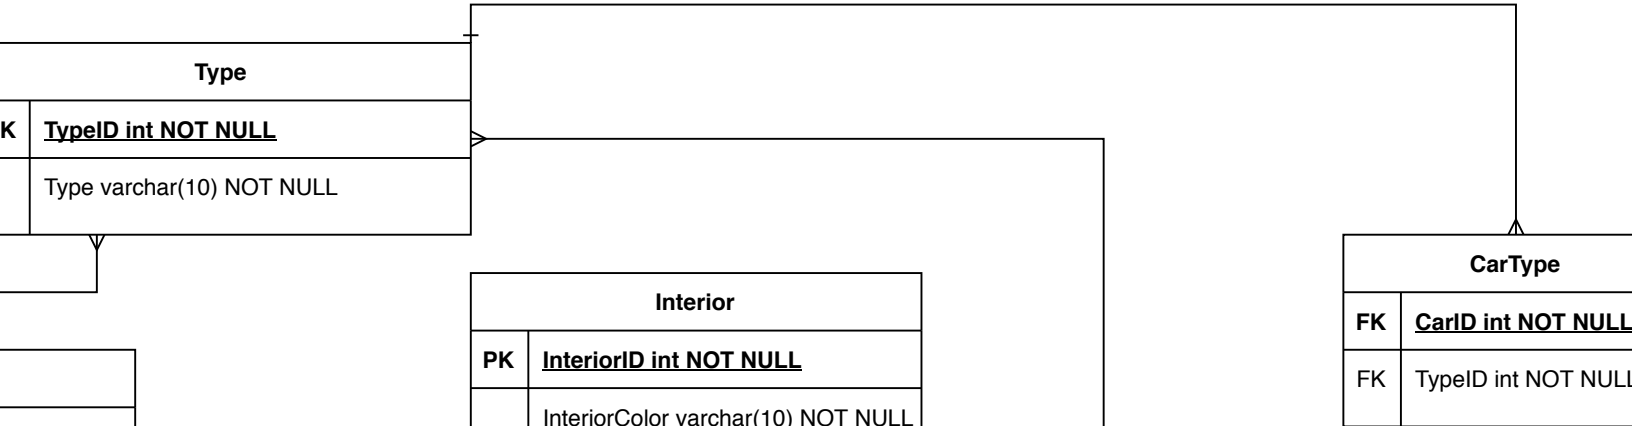 Type
K TypeID int NOT NULL
Type varchar(10) NOT NULL
CarType
Interior
FK CarID int NOT NULL
PK InteriorID int NOT NULL
FK TypeID int NOT NULL
InteriorColor varchar(10) NOT NULL